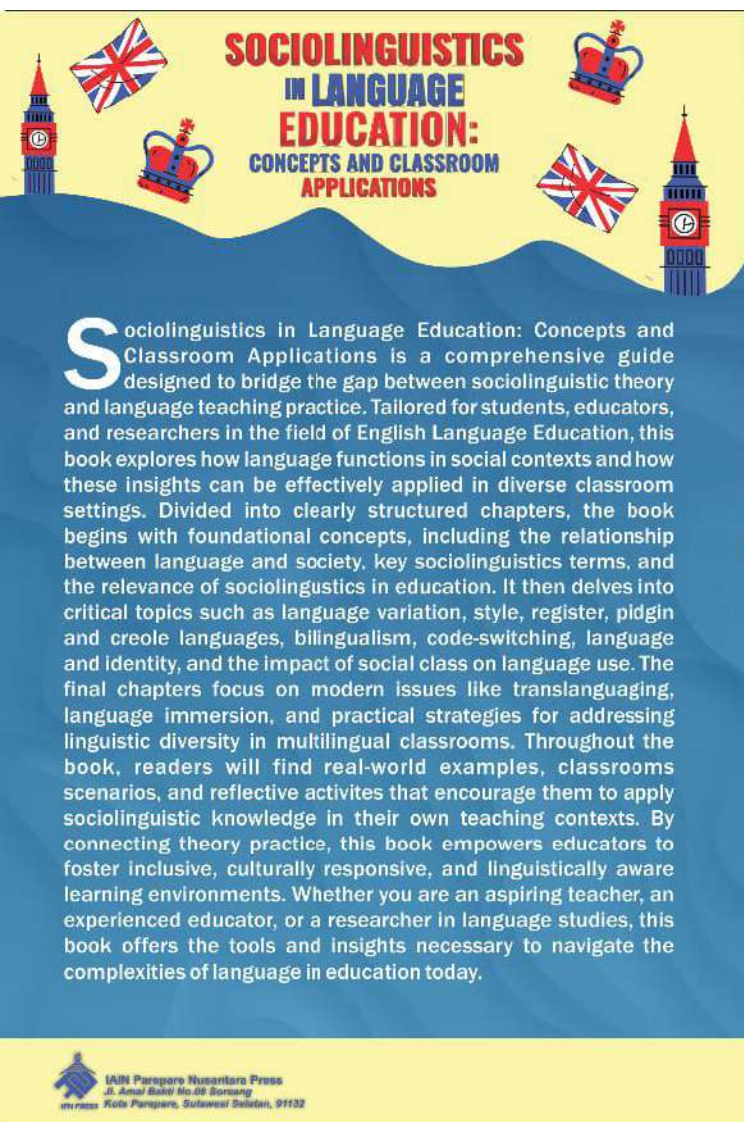 SOCIOLINGUISTICS
IN LANGUAGE
EDUCATION:
CONCEPTS AND CLASSROOM
APPLICATIONS
Sociolinguistics in Language Education: Concepts and
Classroom Applications is a comprehensive guide
designed to bridge the gap between sociolinguistic theory
and language teaching practice. Tailored for students, educators,
and researchers in the field of English Language Education, this
book explores how language functions in social contexts and how
these insights can be effectively applied in diverse classroom
settings. Divided into clearly structured chapters, the book
begins with foundational concepts, including the relationship
between language and society, key sociolinguistics terms, and
the relevance of sociolingustics in education. It then delves into
critical topics such as language variation, style, register, pidgin
and creole languages, bilingualism, code-switching, language
and identity, and the impact of social class on language use. The
final chapters focus on modern issues like translanguaging,
language immersion, and practical strategies for addressing
linguistic diversity in multilingual classrooms. Throughout the
book, readers will find real-world examples, classrooms
scenarios, and reflective activites that encourage them to apply
sociolinguistic knowledge in their own teaching contexts. By
connecting theory practice, this book empowers educators to
foster inclusive, culturally responsive, and linguistically aware
learning environments. Whether you are an aspiring teacher, an
experienced educator, or a researcher in language studies, this
book offers the tools and insights necessary to navigate the
complexities of language in education today.
IAIN Parepare Nusantara Press
Jl. Amal Bakti No.08 Soreang
IPN PRESS Kota Parepare, Sulawesi Selatan, 91132